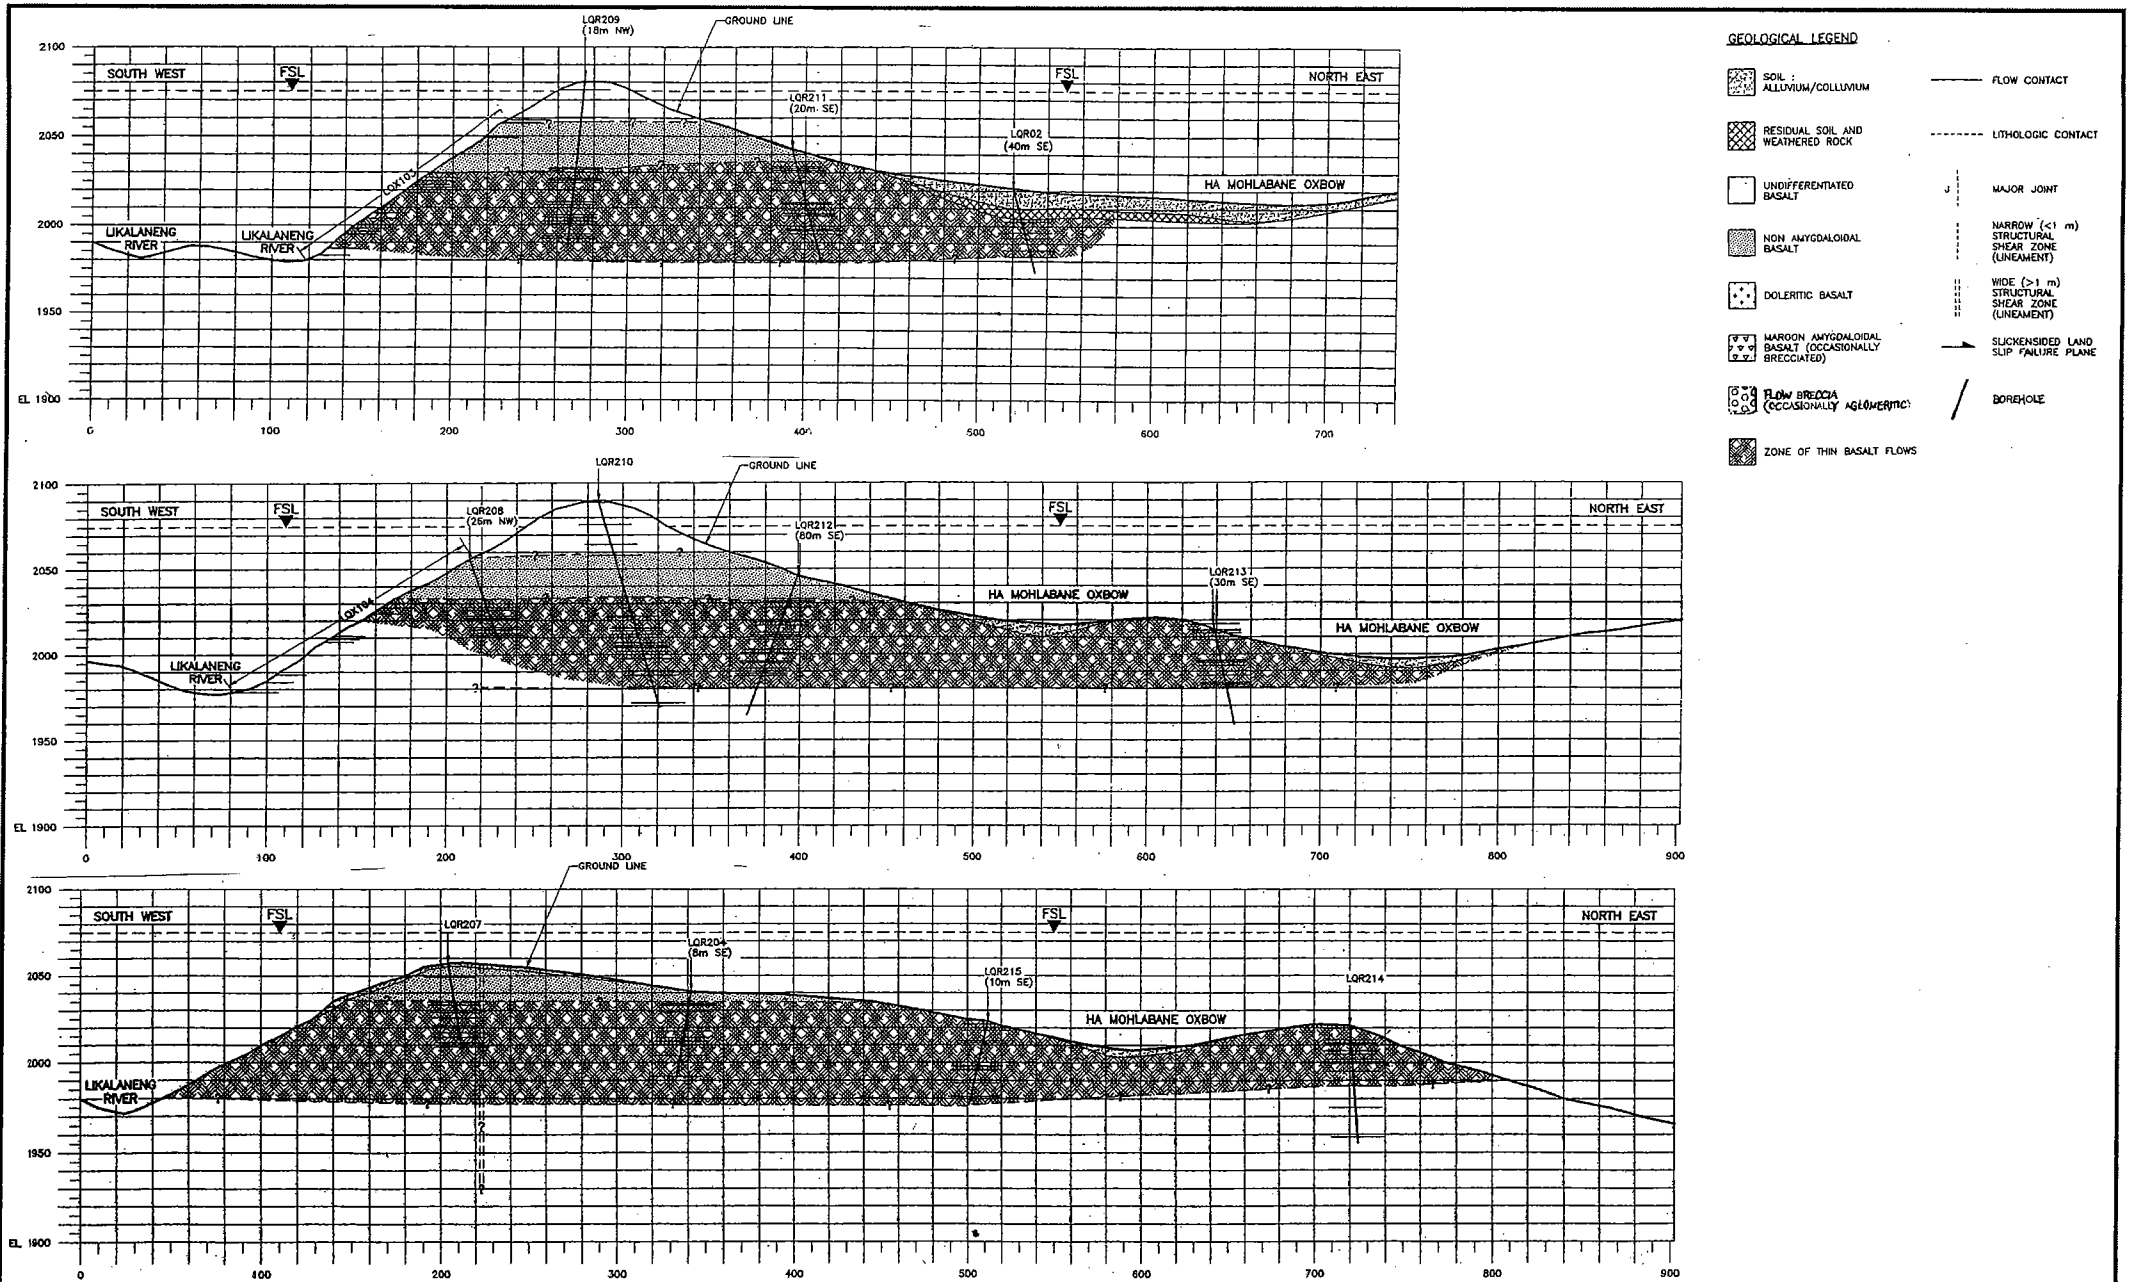 LQR209
(18m NW)
GROUND LINE
2100
SOUTH WEST
FSL
FSL
NORTH EAST
LQR211
(20m SE)
2050
LQR02
(40m SE)
LQX103
HA MOHLABANE OXBOW
2000
LIKALANENG
RIVER
LIKALANENG
RIVER
1950
EL 1900
0 100 200 300 400 500 600 700
GEOLOGICAL LEGEND
SOIL :
ALLUVIUM/COLLUVIUM
FLOW CONTACT
RESIDUAL SOIL AND
WEATHERED ROCK
LITHOLOGIC CONTACT
UNDIFFERENTIATED
BASALT
J
MAJOR JOINT
NON AMYGDALOIDAL
BASALT
NARROW (<1 m)
STRUCTURAL
SHEAR ZONE
(LINEAMENT)
DOLERITIC BASALT
WIDE (>1 m)
STRUCTURAL
SHEAR ZONE
(LINEAMENT)
MAROON AMYGDALOIDAL
BASALT (OCCASIONALLY
BRECCIATED)
SLICKENSIDED LAND
SLIP FAILURE PLANE
FLOW BRECCIA
(OCCASIONALLY AGLOMERITIC)
BOREHOLE
ZONE OF THIN BASALT FLOWS
LQR210
GROUND LINE
2100
SOUTH WEST
FSL
LQR208
(25m NW)
FSL
NORTH EAST
LQR212
(80m SE)
2050
LQR213
(30m SE)
LQX104
HA MOHLABANE OXBOW
HA MOHLABANE OXBOW
2000
LIKALANENG
RIVER
1950
EL 1900
0 100 200 300 400 500 600 700 800 900
GROUND LINE
2100
SOUTH WEST
FSL
FSL
NORTH EAST
LQR207
LQR204
(8m SE)
2050
LQR215
(10m SE)
LQR214
HA MOHLABANE OXBOW
2000
LIKALANENG
RIVER
1950
EL 1900
0 100 200 300 400 500 600 700 800 900